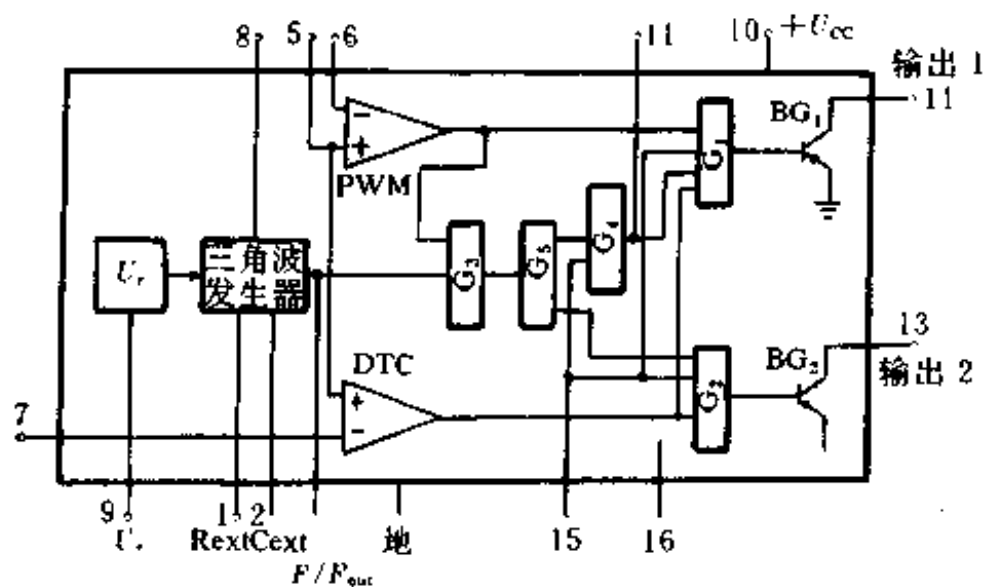 8 5 6 11 10 +Ucc
输出 1
11
BG₁
G₁
PWM
G₄
G₃ G₅
Uᵣ
三角波
发生器
13
输出 2
BG₂
G₂
DTC
7
9 1 2 15 16
Rext Cext 地
F/Fout